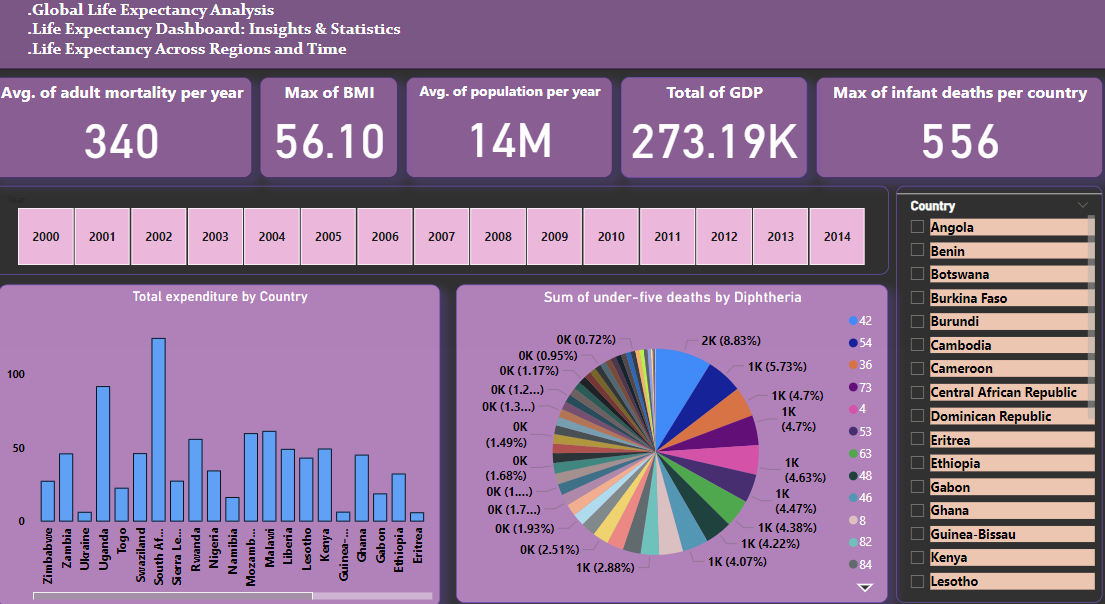 .Global Life Expectancy Analysis
.Life Expectancy Dashboard: Insights & Statistics
.Life Expectancy Across Regions and Time
Avg. of adult mortality per year
340
Max of BMI
56.10
Avg. of population per year
14M
Total of GDP
273.19K
Max of infant deaths per country
556
2000 2001 2002 2003 2004 2005 2006 2007 2008 2009 2010 2011 2012 2013 2014
Country
Angola
Benin
Botswana
Burkina Faso
Burundi
Cambodia
Cameroon
Central African Republic
Dominican Republic
Eritrea
Ethiopia
Gabon
Ghana
Guinea-Bissau
Kenya
Lesotho
Total expenditure by Country
100
50
0
Zimbabwe
Zambia
Ukraine
Uganda
Togo
Swaziland
South Af...
Sierra Le...
Rwanda
Nigeria
Namibia
Mozamb...
Malawi
Liberia
Lesotho
Kenya
Guinea-...
Ghana
Gabon
Ethiopia
Eritrea
Sum of under-five deaths by Diphtheria
2K (8.83%)
1K (5.73%)
1K (4.7%)
1K
(4.7%)
1K
(4.63%)
1K
(4.47%)
1K (4.38%)
1K (4.22%)
1K (4.07%)
1K (2.88%)
0K (2.51%)
0K (1.93%)
0K (1.7...)
0K (1....)
0K
(1.68%)
0K
(1.49%)
0K (1.3...)
0K (1.2...)
0K (1.17%)
0K (0.95%)
0K (0.72%)
42
54
36
73
4
53
63
48
46
8
82
84